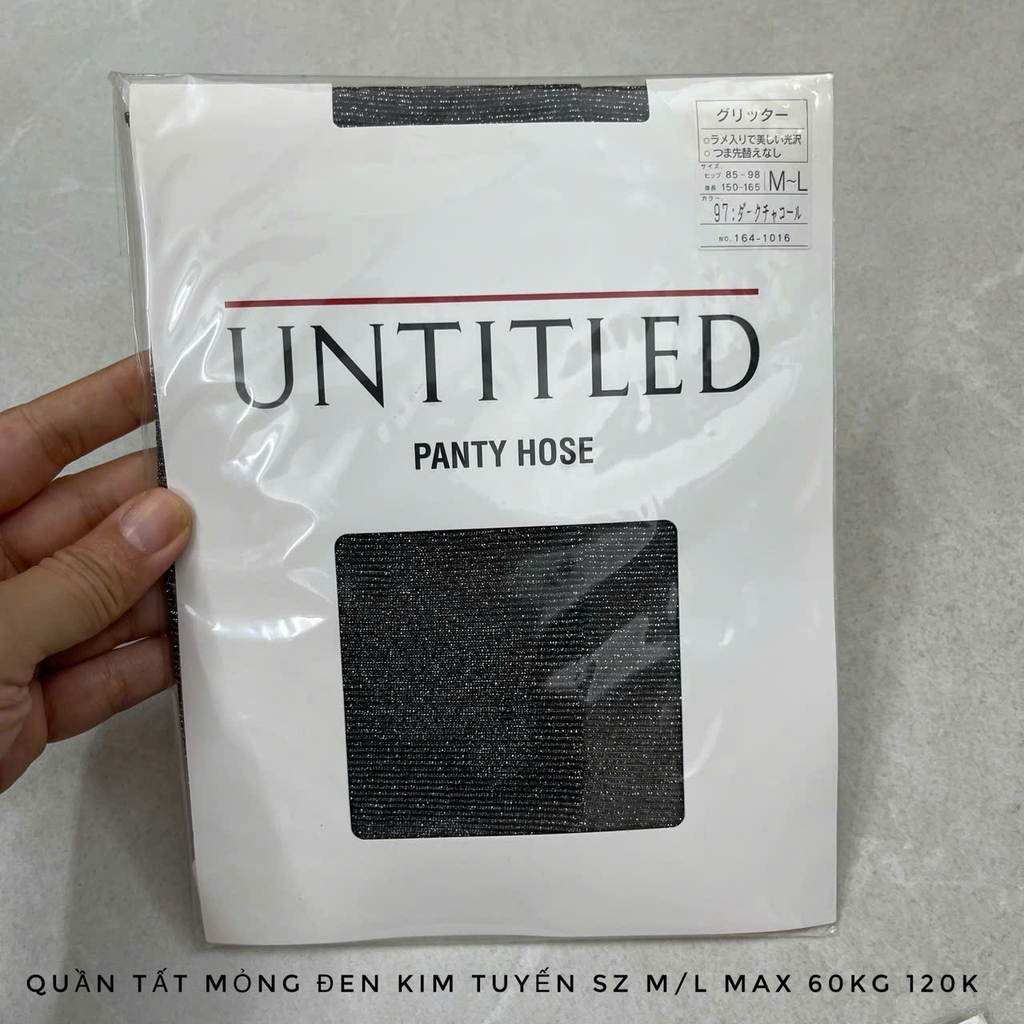 グリッター
○ラメ入りで美しい光沢
○つま先替えなし
サイズ
ヒップ 85~98
身長 150~165
M~L
カラー
97:ダークチャコール
NO. 164-1016
UNTITLED
PANTY HOSE
QUẦN TẤT MỎNG ĐEN KIM TUYẾN SZ M/L MAX 60KG 120K